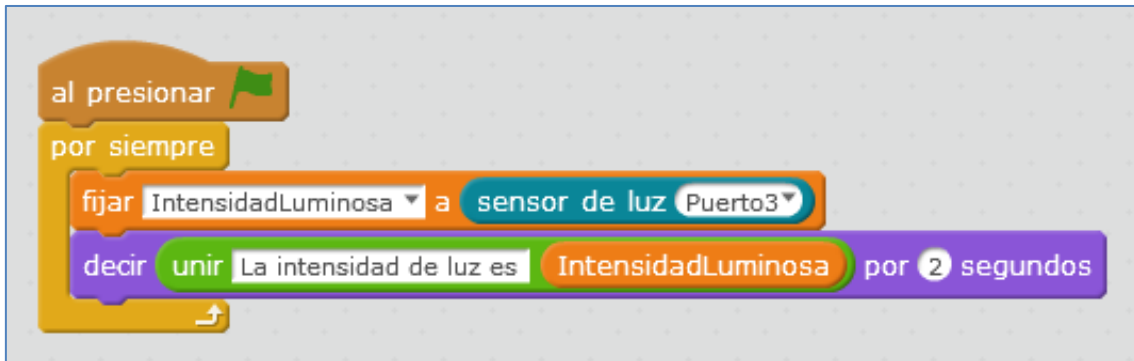 al presionar
por siempre
fijar IntensidadLuminosa a sensor de luz Puerto3
decir unir La intensidad de luz es IntensidadLuminosa por 2 segundos